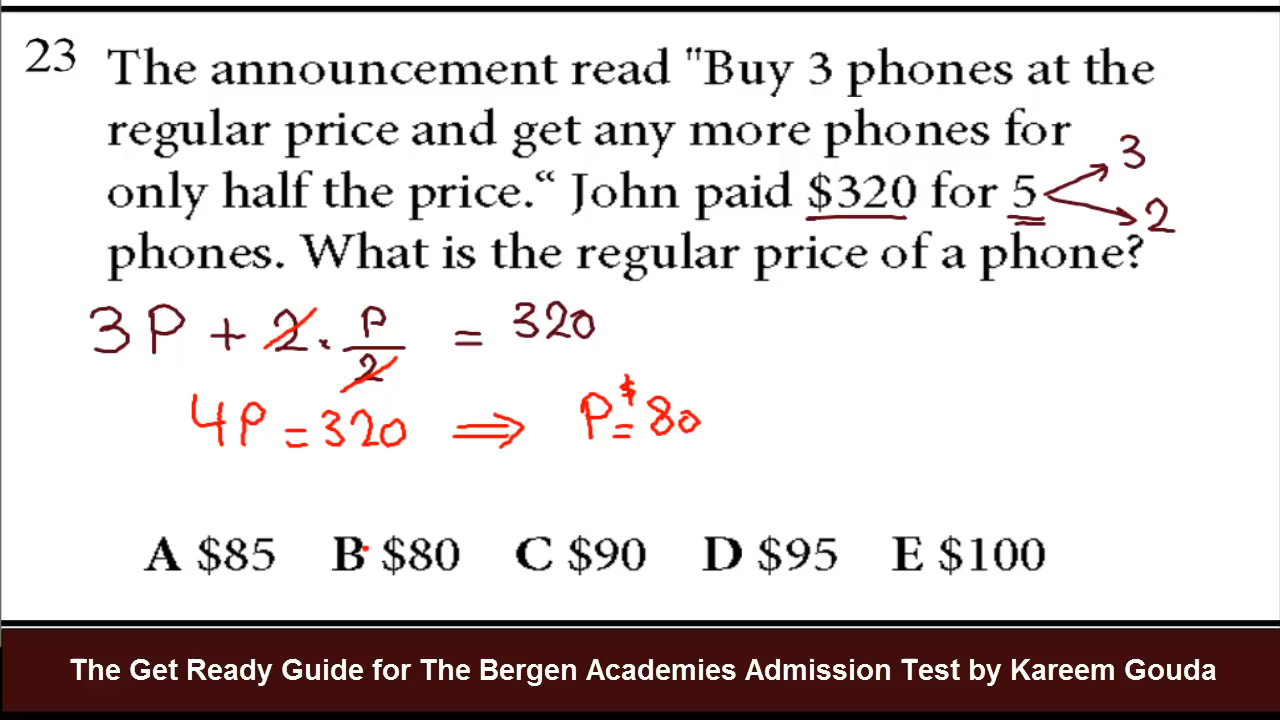 23 The announcement read "Buy 3 phones at the
regular price and get any more phones for
only half the price.“ John paid $320 for 5
3
2
phones. What is the regular price of a phone?
3P + 2 · P/2 = 320
4P = 320 ⟹ P = $80
A $85 B $80 C $90 D $95 E $100
The Get Ready Guide for The Bergen Academies Admission Test by Kareem Gouda